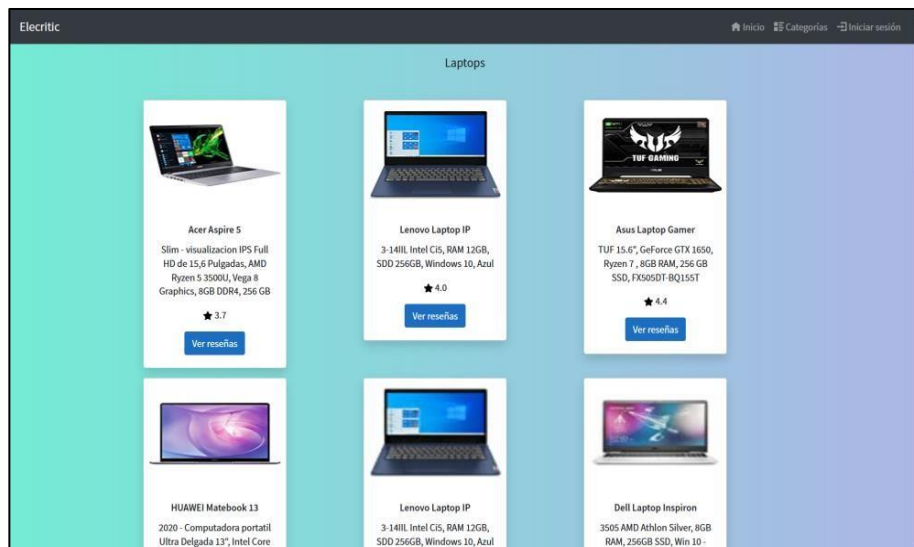 Elecritic
Inicio Categorías Iniciar sesión
Laptops
TUF GAMING
Acer Aspire 5
Slim - visualizacion IPS Full
HD de 15,6 Pulgadas, AMD
Ryzen 5 3500U, Vega 8
Graphics, 8GB DDR4, 256 GB
3.7
Ver reseñas
Lenovo Laptop IP
3-14IIL Intel Ci5, RAM 12GB,
SDD 256GB, Windows 10, Azul
4.0
Ver reseñas
Asus Laptop Gamer
TUF 15.6", GeForce GTX 1650,
Ryzen 7 , 8GB RAM, 256 GB
SSD, FX505DT-BQ155T
4.4
Ver reseñas
HUAWEI Matebook 13
2020 - Computadora portatil
Ultra Delgada 13", Intel Core
Lenovo Laptop IP
3-14IIL Intel Ci5, RAM 12GB,
SDD 256GB, Windows 10, Azul
Dell Laptop Inspiron
3505 AMD Athlon Silver, 8GB
RAM, 256GB SSD, Win 10 -